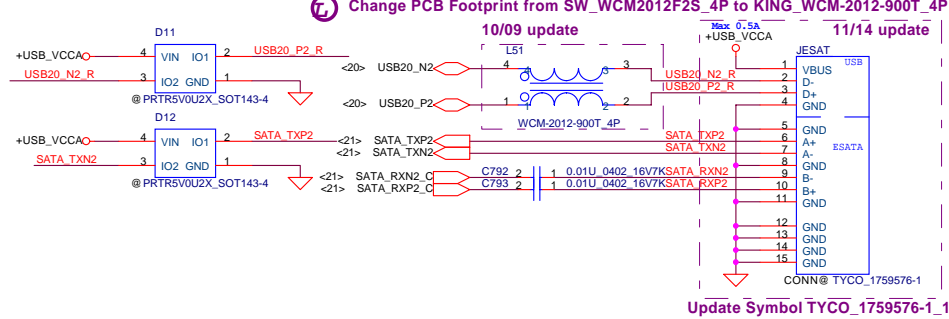 L Change PCB Footprint from SW_WCM2012F2S_4P to KING_WCM-2012-900T_4P
10/09 update
Max 0.5A
+USB_VCCA
11/14 update
D11
+USB_VCCA 4 VIN IO1 2 USB20_P2_R
USB20_N2_R 3 IO2 GND 1
@PRTR5V0U2X_SOT143-4
L51
<20> USB20_N2 4 3 USB20_N2_R
<20> USB20_P2 1 2 USB20_P2_R
WCM-2012-900T_4P
D12
+USB_VCCA 4 VIN IO1 2 SATA_TXP2
SATA_TXN2 3 IO2 GND 1
@PRTR5V0U2X_SOT143-4
<21> SATA_TXP2 SATA_TXP2
<21> SATA_TXN2 SATA_TXN2
<21> SATA_RXN2_C C792 2 1 0.01U_0402_16V7K SATA_RXN2
<21> SATA_RXP2_C C793 2 1 0.01U_0402_16V7K SATA_RXP2
JESAT
USB
1 VBUS
2 D-
3 D+
4 GND
5 GND
6 A+
ESATA
7 A-
8 GND
9 B-
10 B+
11 GND
12 GND
13 GND
14 GND
15 GND
CONN@ TYCO_1759576-1
Update Symbol TYCO_1759576-1_1